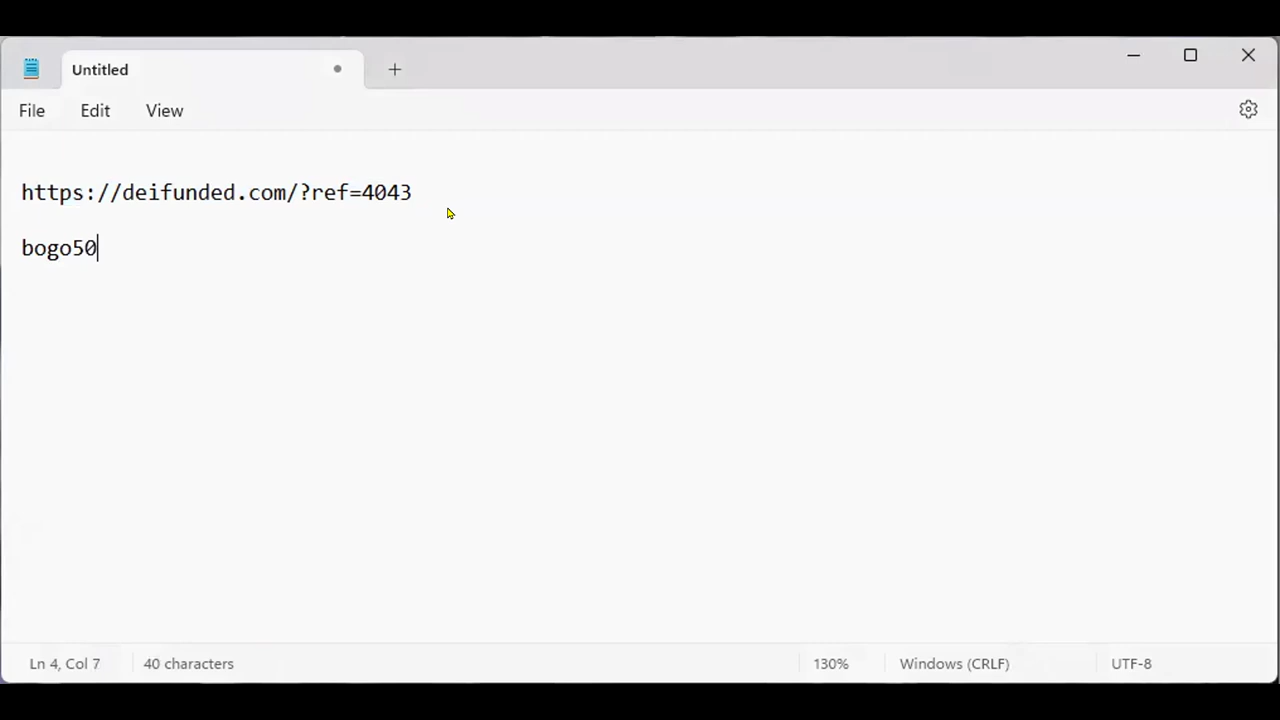 Untitled
File Edit View
https://deifunded.com/?ref=4043
bogo50
Ln 4, Col 7 40 characters 130% Windows (CRLF) UTF-8